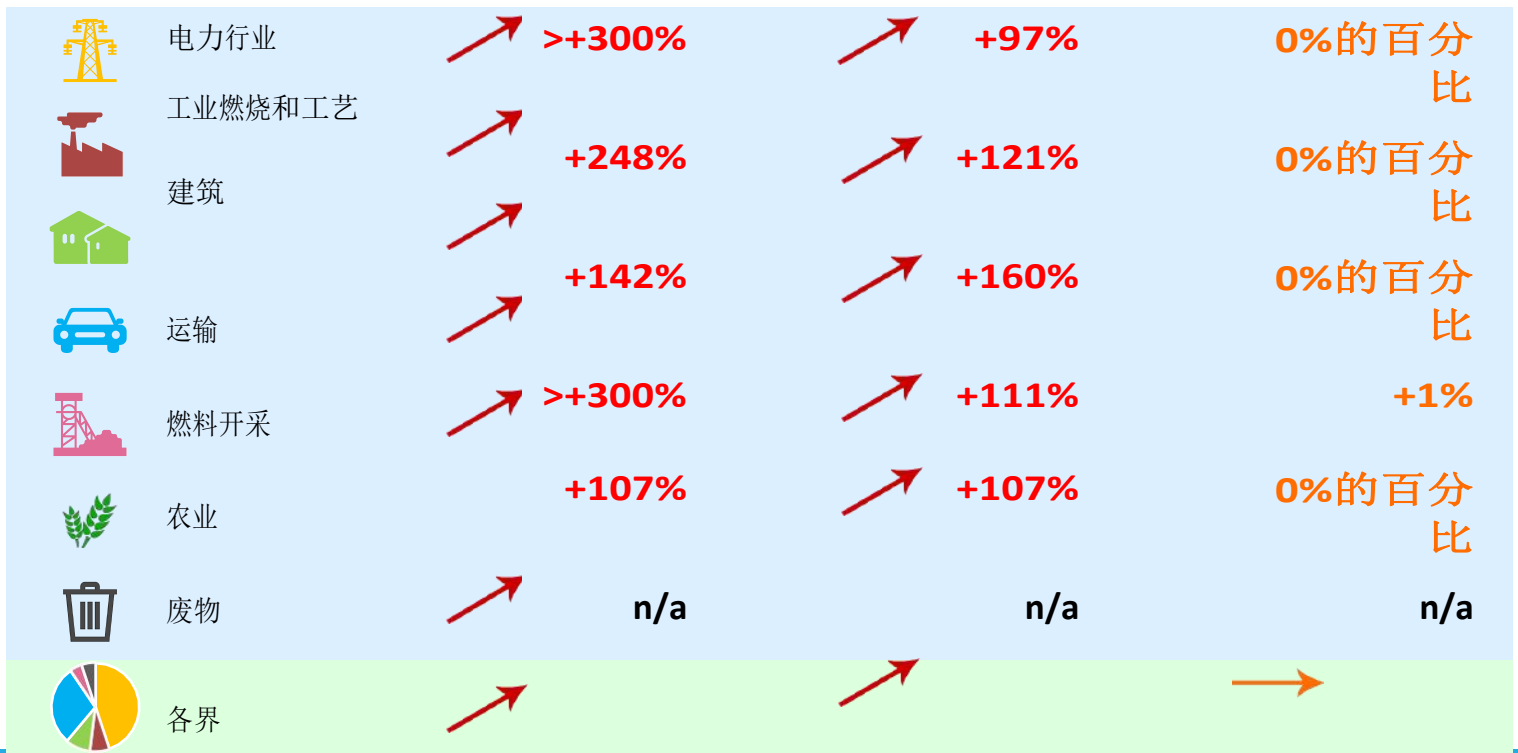 电力行业 >+300% +97% 0%的百分
比
工业燃烧和工艺
+248% +121% 0%的百分
比
建筑
+142% +160% 0%的百分
比
运输
>+300% +111% +1%
燃料开采
+107% +107% 0%的百分
比
农业
废物 n/a n/a n/a
各界